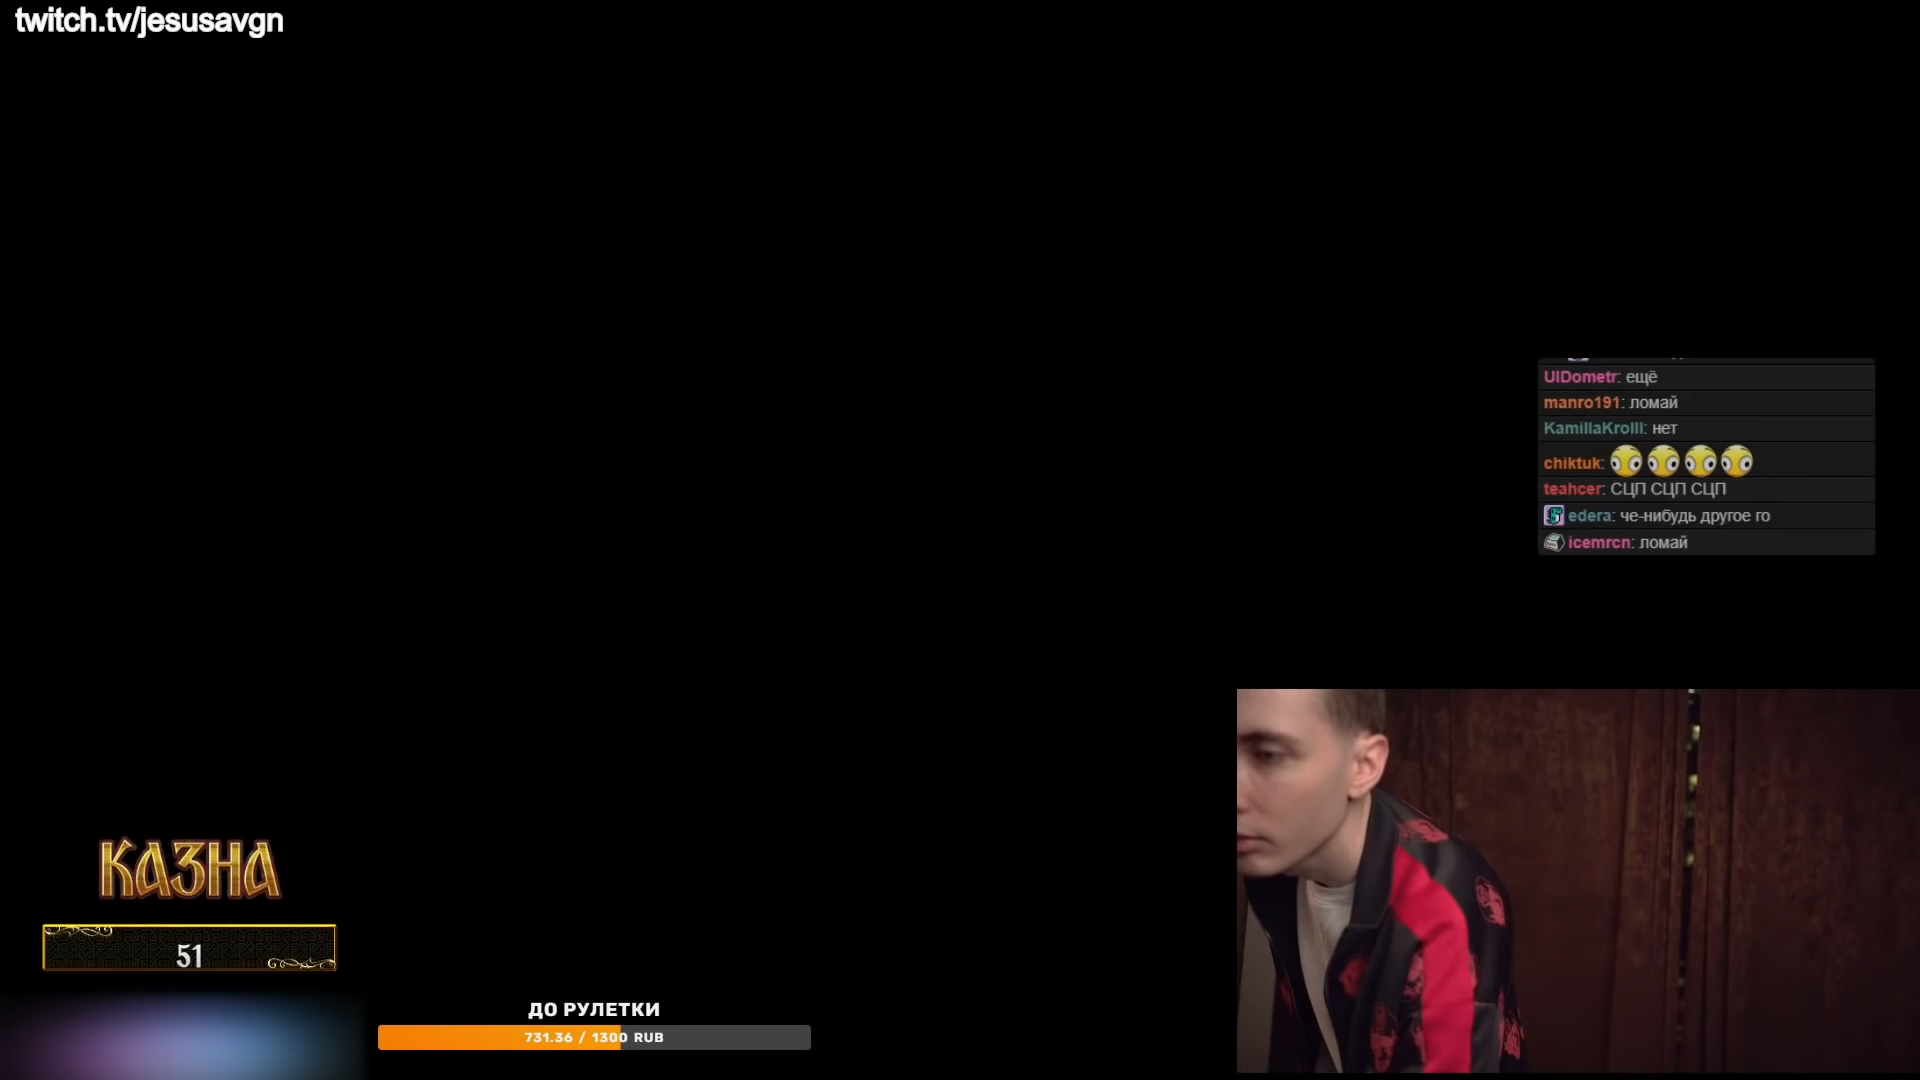 twitch.tv/jesusavgn
UIDometr: ещё
manro191: ломай
KamillaKrolll: нет
chiktuk:
teahcer: СЦП СЦП СЦП
edera: че-нибудь другое го
icemrcn: ломай
КАЗНА
51
ДО РУЛЕТКИ
731.36 / 1300 RUB